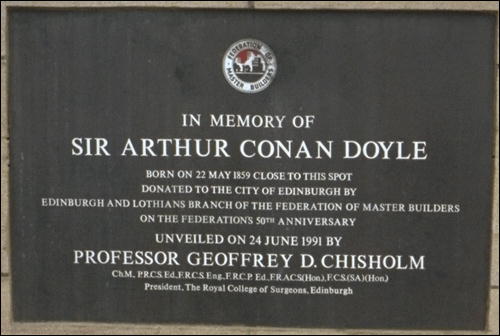 FEDERATION OF
MASTER BUILDERS
IN MEMORY OF
SIR ARTHUR CONAN DOYLE
BORN ON 22 MAY 1859 CLOSE TO THIS SPOT
DONATED TO THE CITY OF EDINBURGH BY
EDINBURGH AND LOTHIANS BRANCH OF THE FEDERATION OF MASTER BUILDERS
ON THE FEDERATION'S 50TH ANNIVERSARY
UNVEILED ON 24 JUNE 1991 BY
PROFESSOR GEOFFREY D. CHISHOLM
Ch.M., P.R.C.S.Ed., F.R.C.S. Eng., F.R.C.P. Ed., F.R.A.C.S.(Hon.), F.C.S.(SA)(Hon.)
President, The Royal College of Surgeons, Edinburgh